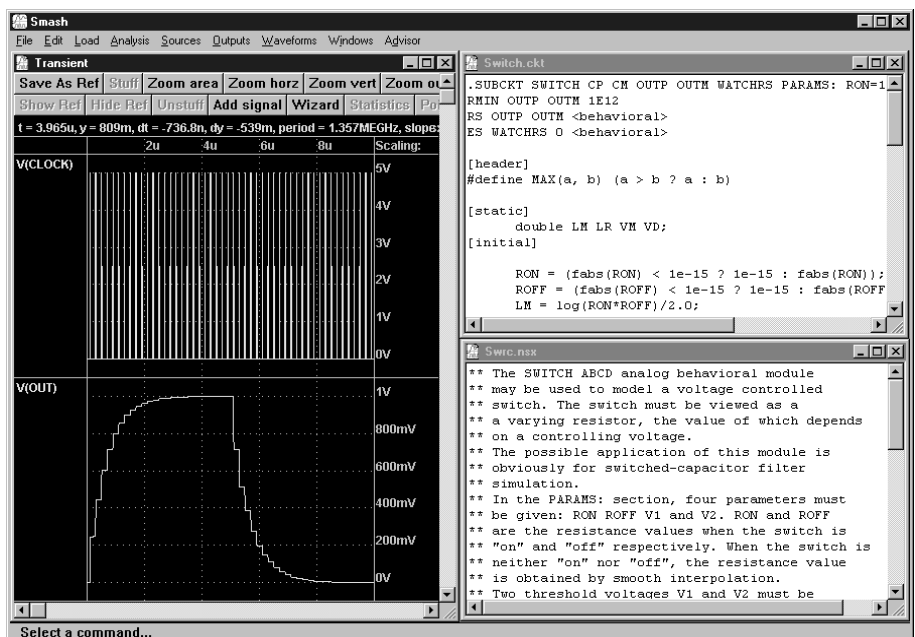 Smash
File Edit Load Analysis Sources Outputs Waveforms Windows Advisor
Transient
Save As Ref Stuff Zoom area Zoom horz Zoom vert Zoom ou
Show Ref Hide Ref Unstuff Add signal Wizard Statistics Po
t = 3.965u, y = 809m, dt = -736.8n, dy = -539m, period = 1.357MEGHz, slope:
2u 4u 6u 8u Scaling:
V(CLOCK)
5V
4V
3V
2V
1V
0V
V(OUT)
1V
800mV
600mV
400mV
200mV
0V
Switch.ckt
.SUBCKT SWITCH CP CM OUTP OUTM WATCHRS PARAMS: RON=1
RMIN OUTP OUTM 1E12
RS OUTP OUTM <behavioral>
ES WATCHRS 0 <behavioral>
[header]
#define MAX(a, b) (a > b ? a : b)
[static]
double LM LR VM VD;
[initial]
RON = (fabs(RON) < 1e-15 ? 1e-15 : fabs(RON));
ROFF = (fabs(ROFF) < 1e-15 ? 1e-15 : fabs(ROFF
LM = log(RON*ROFF)/2.0;
Swrc.nsx
** The SWITCH ABCD analog behavioral module
** may be used to model a voltage controlled
** switch. The switch must be viewed as a
** a varying resistor, the value of which depends
** on a controlling voltage.
** The possible application of this module is
** obviously for switched-capacitor filter
** simulation.
** In the PARAMS: section, four parameters must
** be given: RON ROFF V1 and V2. RON and ROFF
** are the resistance values when the switch is
** "on" and "off" respectively. When the switch is
** neither "on" nor "off", the resistance value
** is obtained by smooth interpolation.
** Two threshold voltages V1 and V2 must be
Select a command...